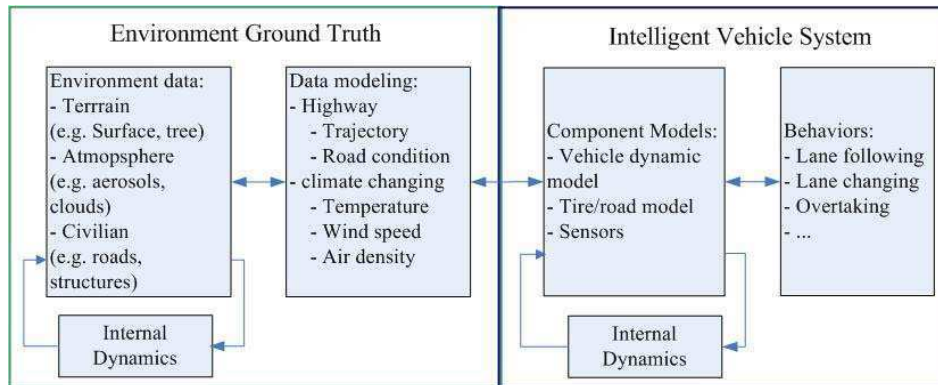 Environment Ground Truth
Environment data:
- Terrrain
(e.g. Surface, tree)
- Atmopsphere
(e.g. aerosols,
clouds)
- Civilian
(e.g. roads,
structures)
Internal
Dynamics
Data modeling:
- Highway
- Trajectory
- Road condition
- climate changing
- Temperature
- Wind speed
- Air density
Intelligent Vehicle System
Component Models:
- Vehicle dynamic
model
- Tire/road model
- Sensors
Internal
Dynamics
Behaviors:
- Lane following
- Lane changing
- Overtaking
- ...